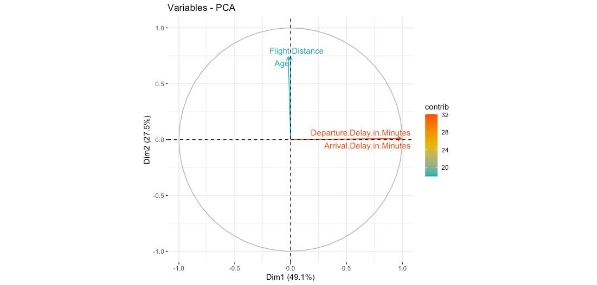 Variables - PCA
1.0
0.5
0.0
-0.5
-1.0
Dim2 (27.5%)
Flight.Distance
Age
Departure.Delay.in.Minutes
Arrival.Delay.in.Minutes
-1.0 -0.5 0.0 0.5 1.0
Dim1 (49.1%)
contrib
32
28
24
20